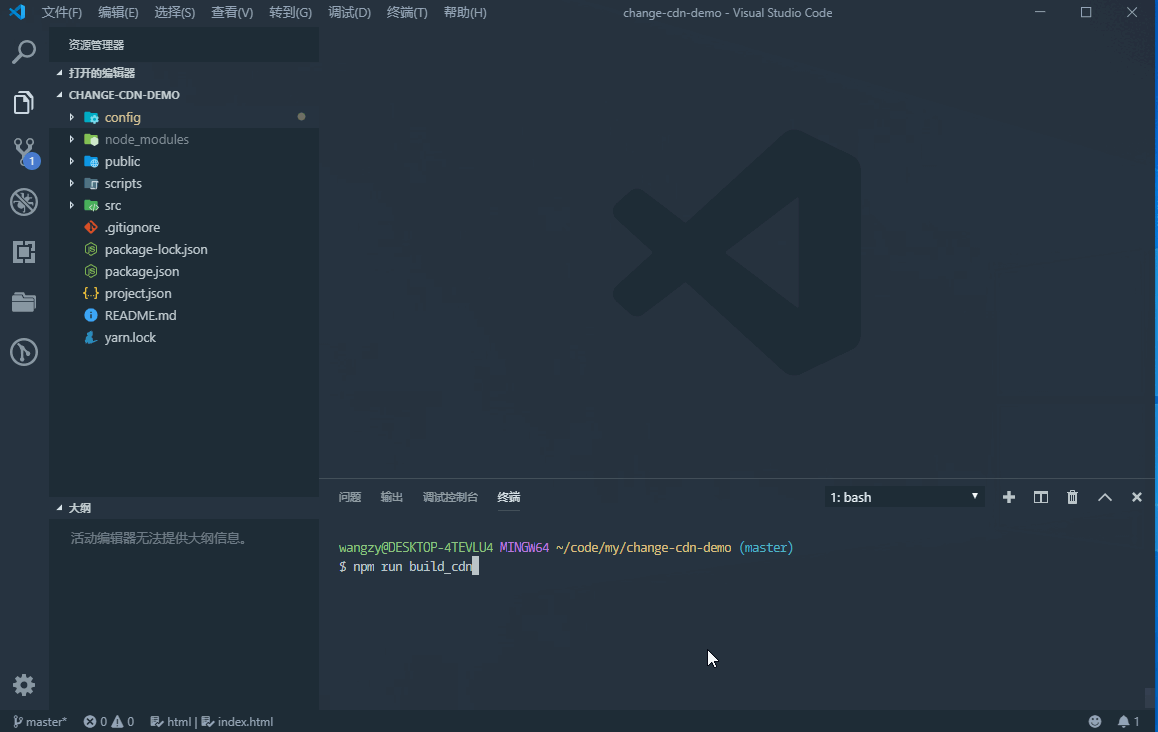 文件(F) 编辑(E) 选择(S) 查看(V) 转到(G) 调试(D) 终端(T) 帮助(H) change-cdn-demo - Visual Studio Code
资源管理器
打开的编辑器
CHANGE-CDN-DEMO
config
node_modules
public
scripts
src
.gitignore
package-lock.json
package.json
{..} project.json
README.md
yarn.lock
1
大纲
活动编辑器无法提供大纲信息。
问题 输出 调试控制台 终端 1: bash
wangzy@DESKTOP-4TEVLU4 MINGW64 ~/code/my/change-cdn-demo (master)
$ npm run build_cdn
master* 0 0 html | index.html 1